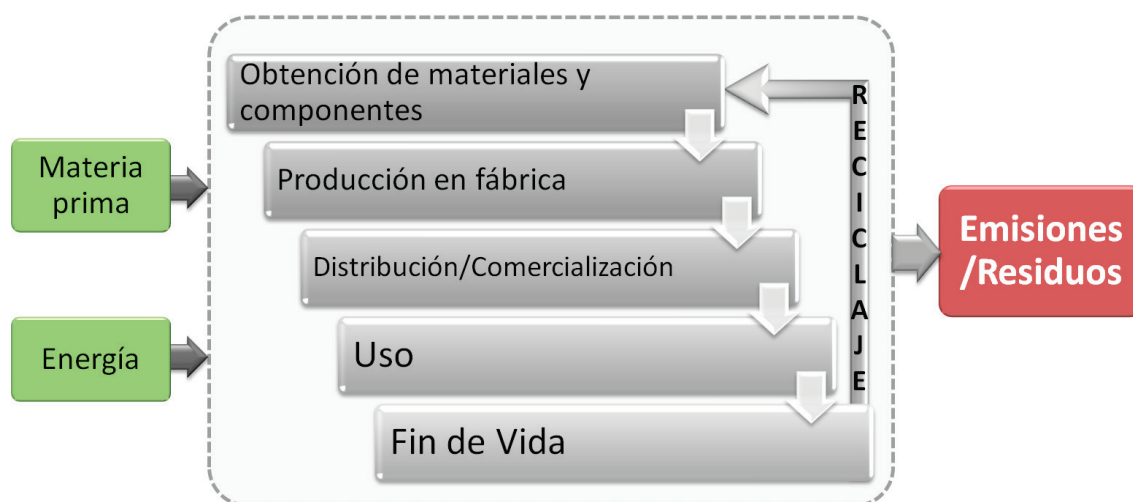 Obtención de materiales y
componentes
Materia
prima
Producción en fábrica
Distribución/Comercialización
Energía
Uso
Fin de Vida
RECICLAJE
Emisiones
/Residuos